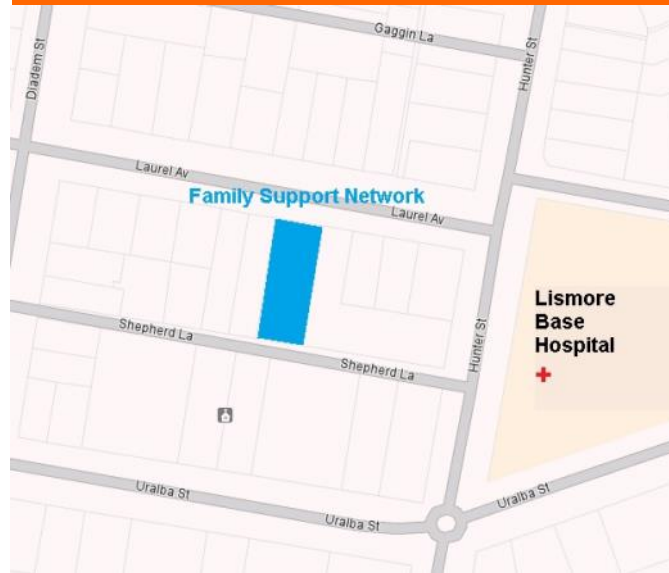 Gaggin La
Hunter St
Diadem St
Laurel Av
Family Support Network
Laurel Av
Lismore
Base
Hospital
Shepherd La
Hunter St
Shepherd La
Uralba St
Uralba St
Uralba St